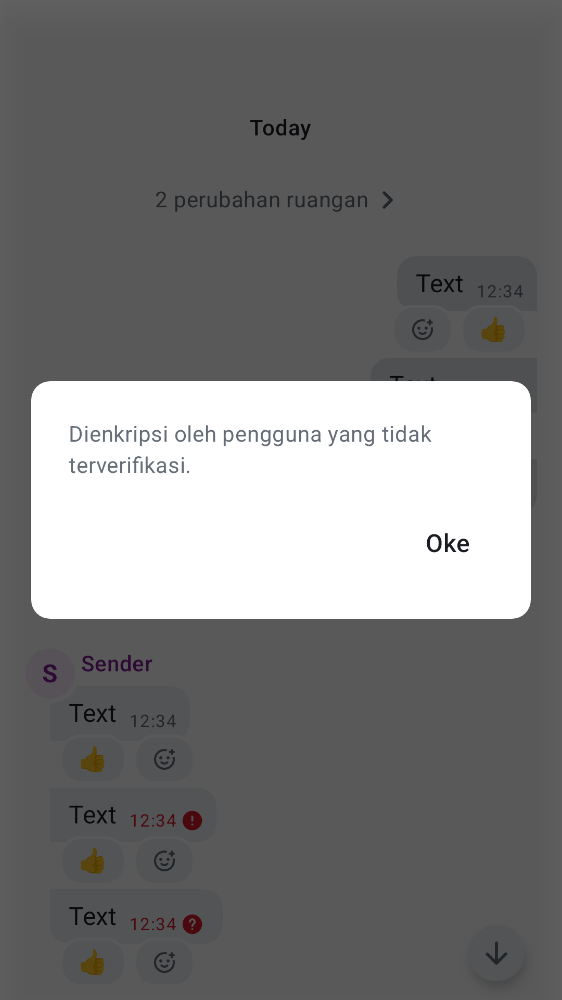 Today
2 perubahan ruangan
Text 12:34
Text
Dienkripsi oleh pengguna yang tidak
terverifikasi.
Oke
S
Sender
Text 12:34
Text 12:34
Text 12:34